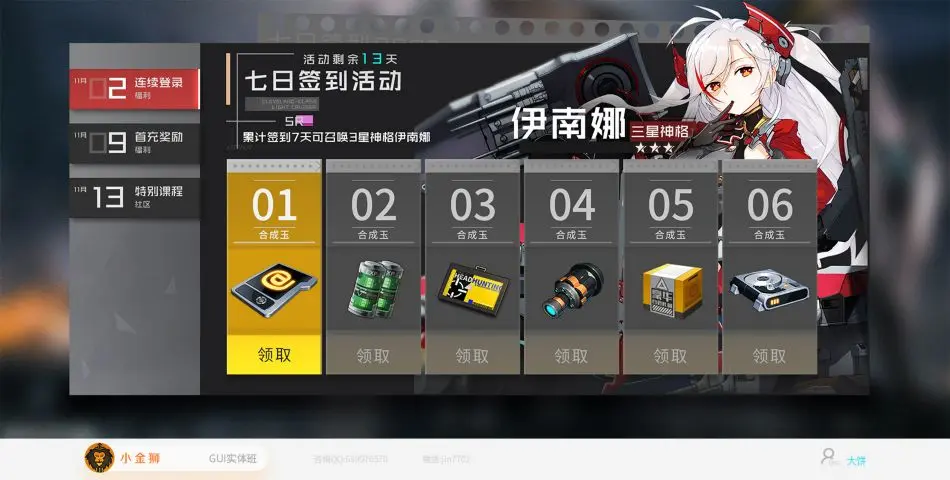 活动剩余13天
七日签到活动
CLEVELAND-CLASS
LIGHT CRUISER
SR
累计签到7天可召唤3星神格伊南娜
伊南娜
三星神格
11月 02 连续登录
福利
11月 09 首充奖励
福利
11月 13 特别课程
社区
01
合成玉
领取
02
合成玉
领取
03
合成玉
HEADHUNTING
领取
04
合成玉
领取
05
合成玉
领取
06
合成玉
领取
小金狮
GUI实体班
大饼